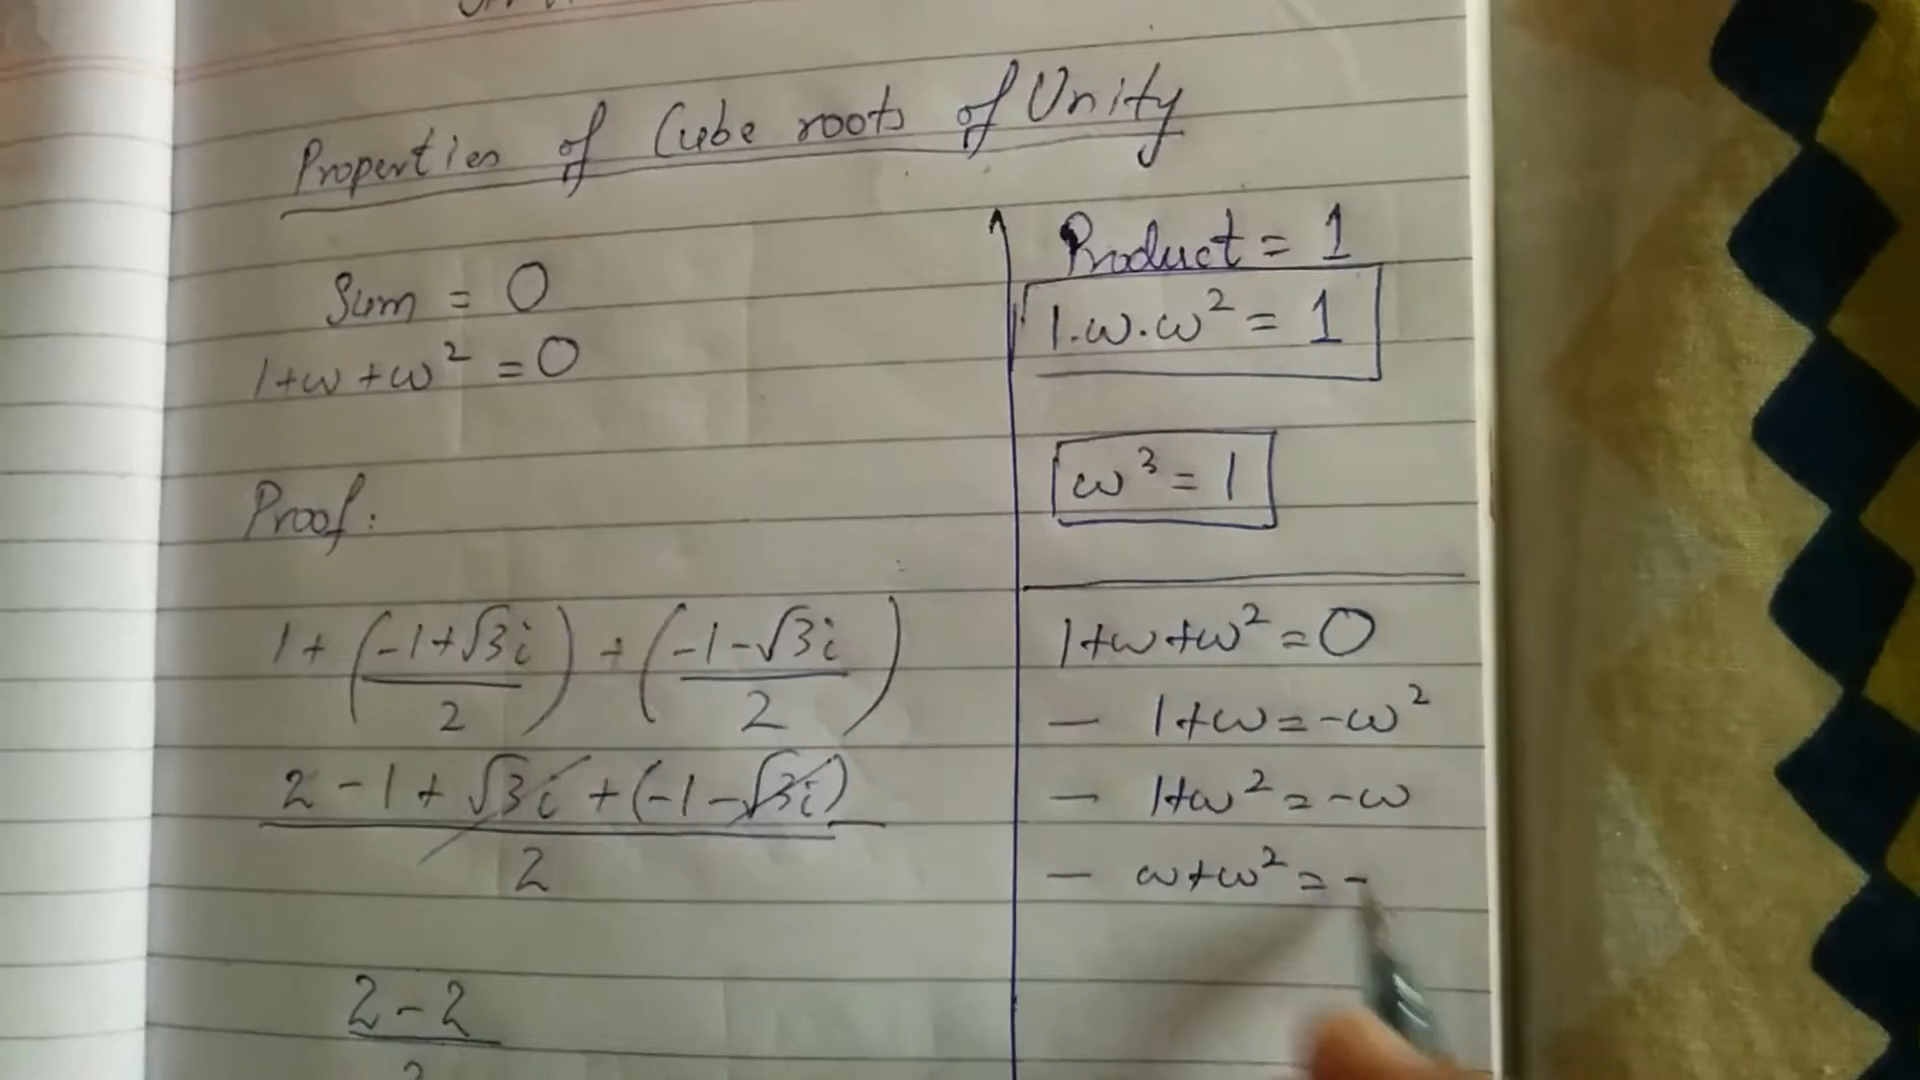 Properties of Cube roots of Unity
Sum = 0
1+ω+ω² = 0
Proof:
1+(-1+√3i/2)+(-1-√3i/2)
2-1+√3i+(-1-√3i)
2
2-2
Product = 1
1.ω.ω² = 1
ω³ = 1
1+ω+ω² = 0
- 1+ω = -ω²
- 1+ω² = -ω
- ω+ω² = -